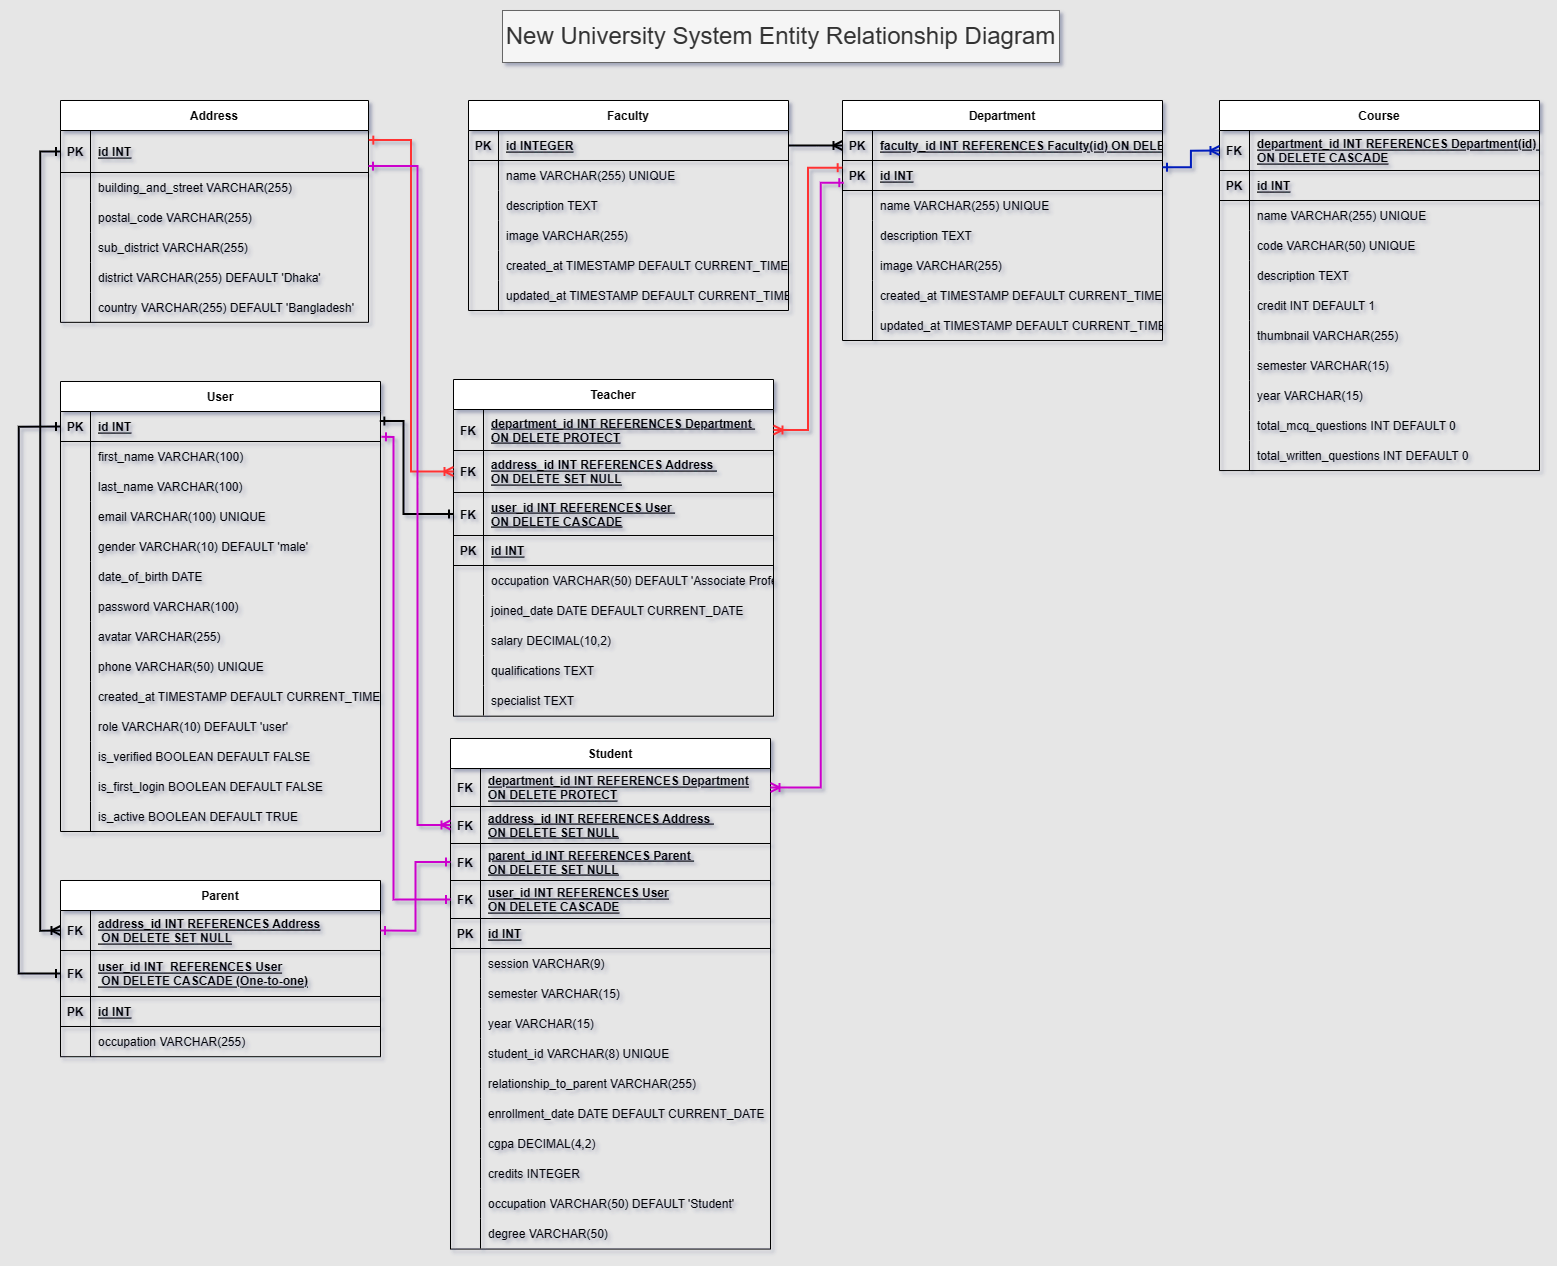 New University System Entity Relationship Diagram
Address
PK id INT
building_and_street VARCHAR(255)
postal_code VARCHAR(255)
sub_district VARCHAR(255)
district VARCHAR(255) DEFAULT 'Dhaka'
country VARCHAR(255) DEFAULT 'Bangladesh'
Faculty
PK id INTEGER
name VARCHAR(255) UNIQUE
description TEXT
image VARCHAR(255)
created_at TIMESTAMP DEFAULT CURRENT_TIME
updated_at TIMESTAMP DEFAULT CURRENT_TIME
Department
PK faculty_id INT REFERENCES Faculty(id) ON DELE
PK id INT
name VARCHAR(255) UNIQUE
description TEXT
image VARCHAR(255)
created_at TIMESTAMP DEFAULT CURRENT_TIME
updated_at TIMESTAMP DEFAULT CURRENT_TIME
Course
FK department_id INT REFERENCES Department(id)
ON DELETE CASCADE
PK id INT
name VARCHAR(255) UNIQUE
code VARCHAR(50) UNIQUE
description TEXT
credit INT DEFAULT 1
thumbnail VARCHAR(255)
semester VARCHAR(15)
year VARCHAR(15)
total_mcq_questions INT DEFAULT 0
total_written_questions INT DEFAULT 0
User
PK id INT
first_name VARCHAR(100)
last_name VARCHAR(100)
email VARCHAR(100) UNIQUE
gender VARCHAR(10) DEFAULT 'male'
date_of_birth DATE
password VARCHAR(100)
avatar VARCHAR(255)
phone VARCHAR(50) UNIQUE
created_at TIMESTAMP DEFAULT CURRENT_TIME
role VARCHAR(10) DEFAULT 'user'
is_verified BOOLEAN DEFAULT FALSE
is_first_login BOOLEAN DEFAULT FALSE
is_active BOOLEAN DEFAULT TRUE
Teacher
FK department_id INT REFERENCES Department
ON DELETE PROTECT
FK address_id INT REFERENCES Address
ON DELETE SET NULL
FK user_id INT REFERENCES User
ON DELETE CASCADE
PK id INT
occupation VARCHAR(50) DEFAULT 'Associate Profe
joined_date DATE DEFAULT CURRENT_DATE
salary DECIMAL(10,2)
qualifications TEXT
specialist TEXT
Student
FK department_id INT REFERENCES Department
ON DELETE PROTECT
FK address_id INT REFERENCES Address
ON DELETE SET NULL
FK parent_id INT REFERENCES Parent
ON DELETE SET NULL
FK user_id INT REFERENCES User
ON DELETE CASCADE
PK id INT
session VARCHAR(9)
semester VARCHAR(15)
year VARCHAR(15)
student_id VARCHAR(8) UNIQUE
relationship_to_parent VARCHAR(255)
enrollment_date DATE DEFAULT CURRENT_DATE
cgpa DECIMAL(4,2)
credits INTEGER
occupation VARCHAR(50) DEFAULT 'Student'
degree VARCHAR(50)
Parent
FK address_id INT REFERENCES Address
ON DELETE SET NULL
FK user_id INT REFERENCES User
ON DELETE CASCADE (One-to-one)
PK id INT
occupation VARCHAR(255)